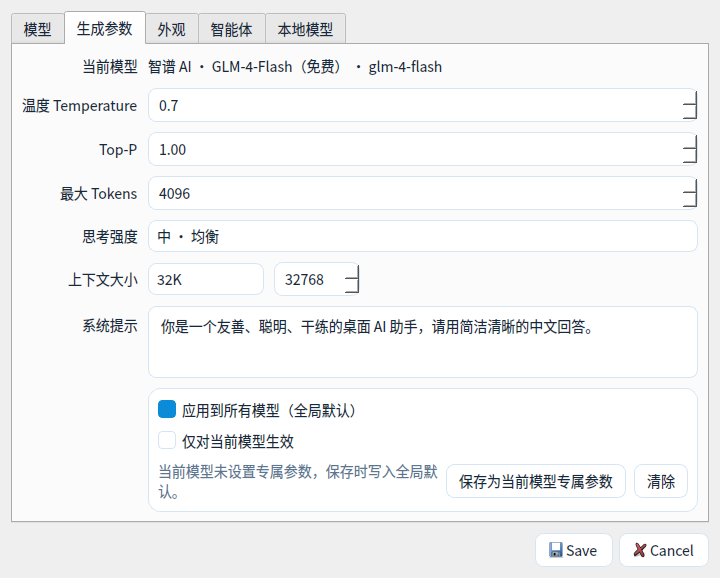 模型 生成参数 外观 智能体 本地模型
当前模型 智谱 AI · GLM-4-Flash（免费） · glm-4-flash
温度 Temperature 0.7
Top-P 1.00
最大 Tokens 4096
思考强度 中 · 均衡
上下文大小 32K 32768
系统提示 你是一个友善、聪明、干练的桌面 AI 助手，请用简洁清晰的中文回答。
应用到所有模型（全局默认）
仅对当前模型生效
当前模型未设置专属参数，保存时写入全局默
认。
保存为当前模型专属参数 清除
Save Cancel